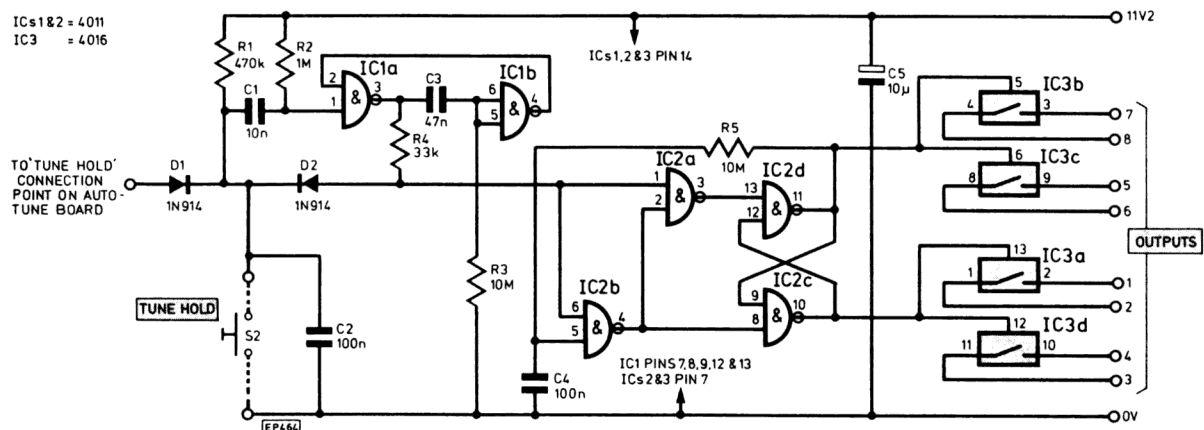 ICs1&2 = 4011
IC3 = 4016
R1
470k
R2
1M
C1
10n
IC1a
2
1
&
3
C3
47n
IC1b
6
5
&
4
R4
33k
ICs1,2&3 PIN 14
C5
10µ
11V2
5
IC3b
4
3
7
8
6
IC3c
8
9
5
6
TO 'TUNE HOLD'
CONNECTION
POINT ON AUTO-
TUNE BOARD
D1
1N914
D2
1N914
R5
10M
IC2a
1
2
&
3
IC2d
13
12
&
11
OUTPUTS
13
IC3a
1
2
1
2
TUNE HOLD
S2
C2
100n
R3
10M
IC2b
6
5
&
4
IC2c
9
8
&
10
12
IC3d
11
10
4
3
C4
100n
IC1 PINS 7,8,9,12 & 13
ICs 2&3 PIN 7
0V
EP464